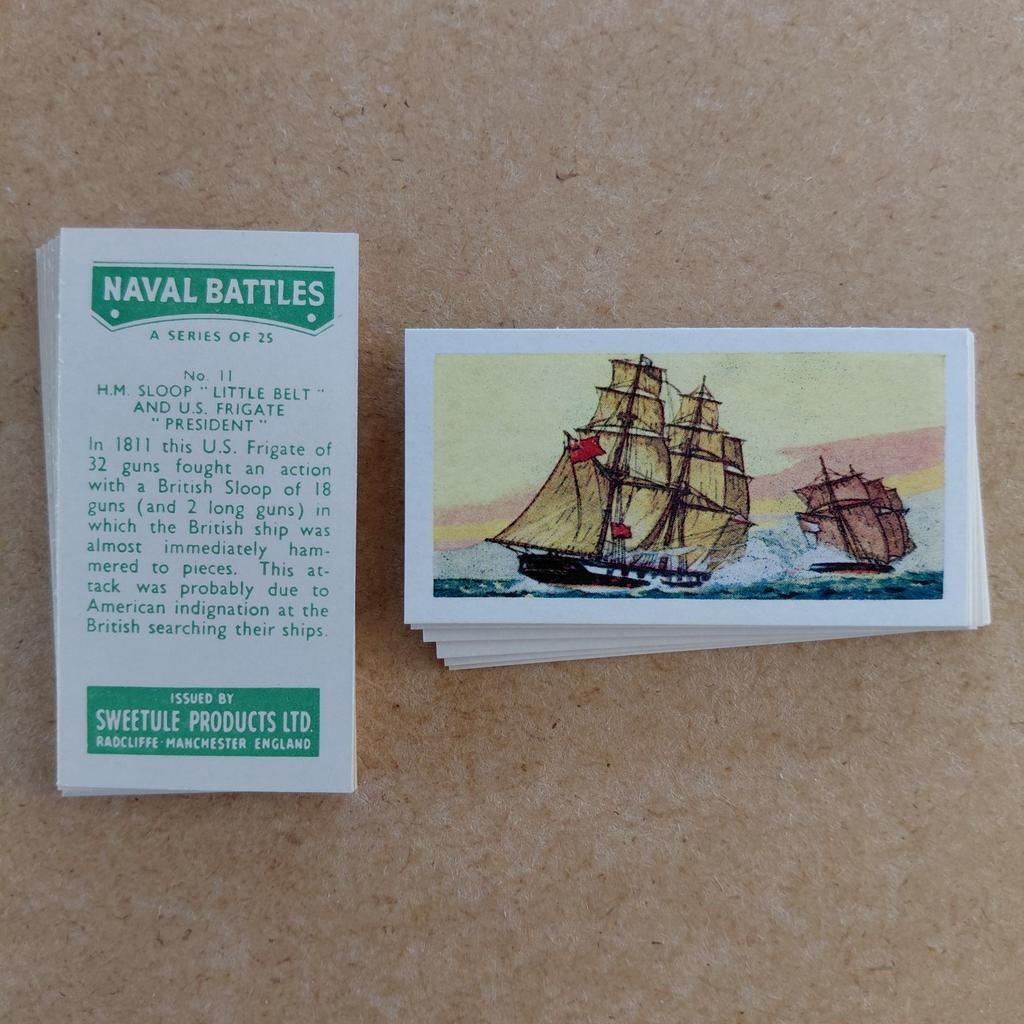 NAVAL BATTLES
A SERIES OF 25
No. 11
H.M. SLOOP "LITTLE BELT"
AND U.S. FRIGATE
"PRESIDENT"
In 1811 this U.S. Frigate of
32 guns fought an action
with a British Sloop of 18
guns (and 2 long guns) in
which the British ship was
almost immediately ham-
mered to pieces. This at-
tack was probably due to
American indignation at the
British searching their ships.
ISSUED BY
SWEETULE PRODUCTS LTD.
RADCLIFFE·MANCHESTER ENGLAND